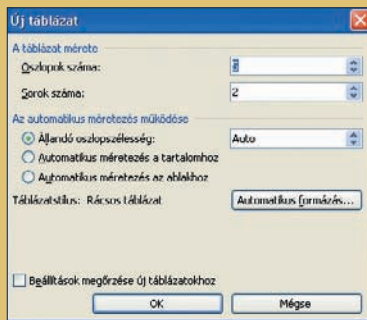 Új táblázat
A táblázat mérete
Oszlopok száma:
Sorok száma: 2
Az automatikus méretezés működése
Állandó oszlopszélesség: Auto
Automatikus méretezés a tartalomhoz
Automatikus méretezés az ablakhoz
Táblázatstílus: Rácsos táblázat Automatikus formázás...
Beállítások megőrzése új táblázatokhoz
OK Mégse